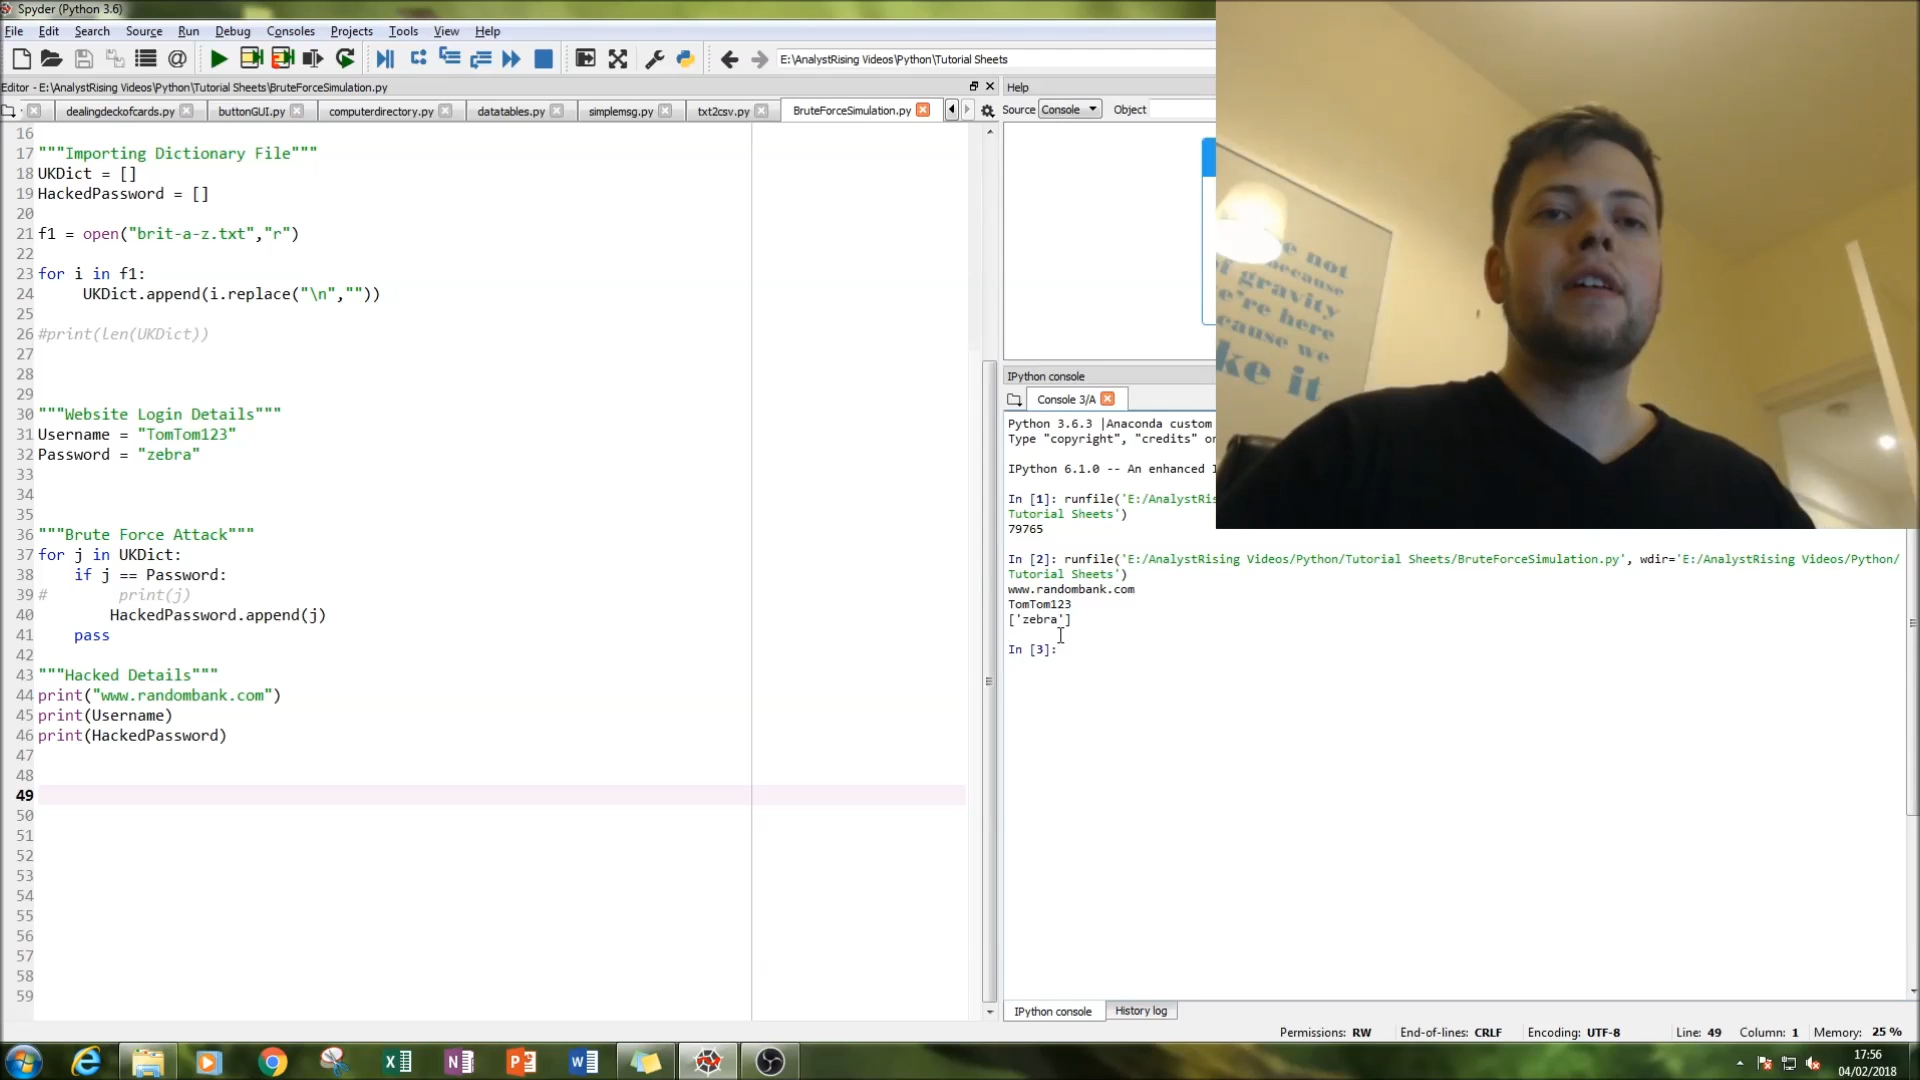 Spyder (Python 3.6)
File Edit Search Source Run Debug Consoles Projects Tools View Help
E:\AnalystRising Videos\Python\Tutorial Sheets
Editor - E:\AnalystRising Videos\Python\Tutorial Sheets\BruteForceSimulation.py
Help
dealingdeckofcards.py buttonGUI.py computerdirectory.py datatables.py simplemsg.py txt2csv.py BruteForceSimulation.py
Source Console Object
16
17 """Importing Dictionary File"""
18 UKDict = []
19 HackedPassword = []
20
21 f1 = open("brit-a-z.txt","r")
22
23 for i in f1:
24 UKDict.append(i.replace("\n",""))
25
26 #print(len(UKDict))
27
28
29
30 """Website Login Details"""
31 Username = "TomTom123"
32 Password = "zebra"
33
34
35
36 """Brute Force Attack"""
37 for j in UKDict:
38 if j == Password:
39 # print(j)
40 HackedPassword.append(j)
41 pass
42
43 """Hacked Details"""
44 print("www.randombank.com")
45 print(Username)
46 print(HackedPassword)
47
48
49
50
51
52
53
54
55
56
57
58
59
not
because
of gravity
we're here
cause we
ke it
IPython console
Console 3/A
Python 3.6.3 |Anaconda custom
Type "copyright", "credits" or
IPython 6.1.0 -- An enhanced
In [1]: runfile('E:/AnalystRis
Tutorial Sheets')
79765
In [2]: runfile('E:/AnalystRising Videos/Python/Tutorial Sheets/BruteForceSimulation.py', wdir='E:/AnalystRising Videos/Python/
Tutorial Sheets')
www.randombank.com
TomTom123
['zebra']
In [3]:
IPython console History log
Permissions: RW End-of-lines: CRLF Encoding: UTF-8 Line: 49 Column: 1 Memory: 25 %
17:56
04/02/2018